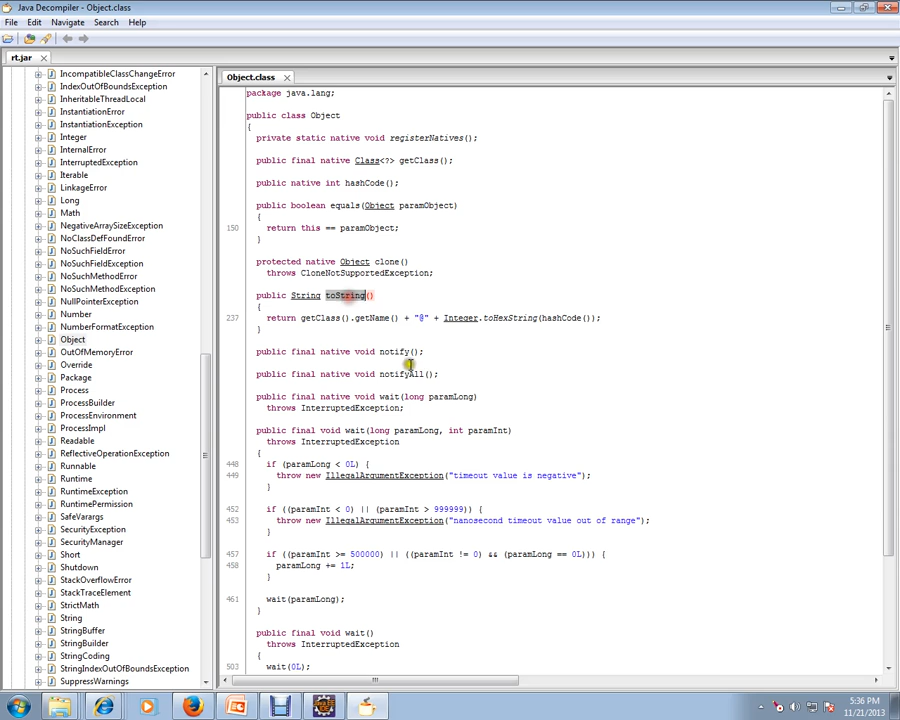 Java Decompiler - Object.class
File Edit Navigate Search Help
rt.jar
IncompatibleClassChangeError
IndexOutOfBoundsException
InheritableThreadLocal
InstantiationError
InstantiationException
Integer
InternalError
InterruptedException
Iterable
LinkageError
Long
Math
NegativeArraySizeException
NoClassDefFoundError
NoSuchFieldError
NoSuchFieldException
NoSuchMethodError
NoSuchMethodException
NullPointerException
Number
NumberFormatException
Object
OutOfMemoryError
Override
Package
Process
ProcessBuilder
ProcessEnvironment
ProcessImpl
Readable
ReflectiveOperationException
Runnable
Runtime
RuntimeException
RuntimePermission
SafeVarargs
SecurityException
SecurityManager
Short
Shutdown
StackOverflowError
StackTraceElement
StrictMath
String
StringBuffer
StringBuilder
StringCoding
StringIndexOutOfBoundsException
SuppressWarnings
Object.class
package java.lang;
public class Object
{
private static native void registerNatives();
public final native Class<?> getClass();
public native int hashCode();
public boolean equals(Object paramObject)
{
150 return this == paramObject;
}
protected native Object clone()
throws CloneNotSupportedException;
public String toString()
{
237 return getClass().getName() + "@" + Integer.toHexString(hashCode());
}
public final native void notify();
public final native void notifyAll();
public final native void wait(long paramLong)
throws InterruptedException;
public final void wait(long paramLong, int paramInt)
throws InterruptedException
{
448 if (paramLong < 0L) {
449 throw new IllegalArgumentException("timeout value is negative");
}
452 if ((paramInt < 0) || (paramInt > 999999)) {
453 throw new IllegalArgumentException("nanosecond timeout value out of range");
}
457 if ((paramInt >= 500000) || ((paramInt != 0) && (paramLong == 0L))) {
458 paramLong += 1L;
}
461 wait(paramLong);
}
public final void wait()
throws InterruptedException
{
503 wait(0L);
5:36 PM
11/21/2013